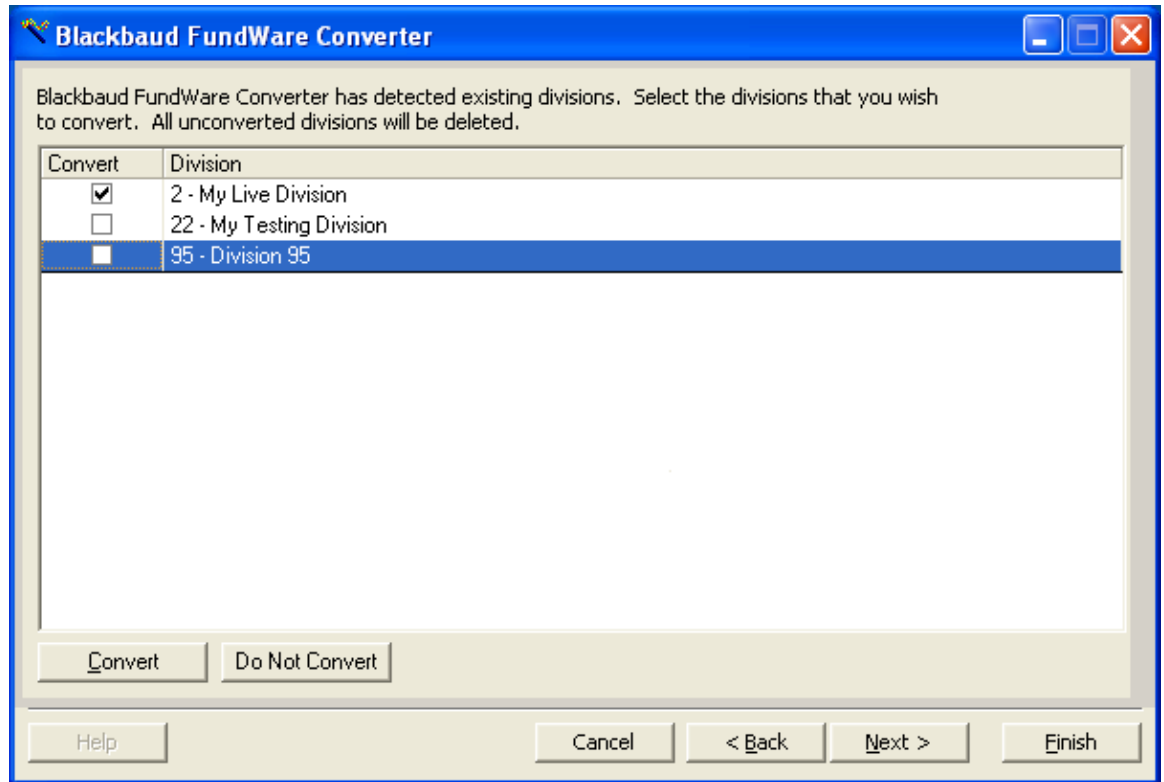 Blackbaud FundWare Converter
Blackbaud FundWare Converter has detected existing divisions.  Select the divisions that you wish
to convert.  All unconverted divisions will be deleted.
Convert Division
2 - My Live Division
22 - My Testing Division
95 - Division 95
Convert Do Not Convert
Help Cancel < Back Next > Finish